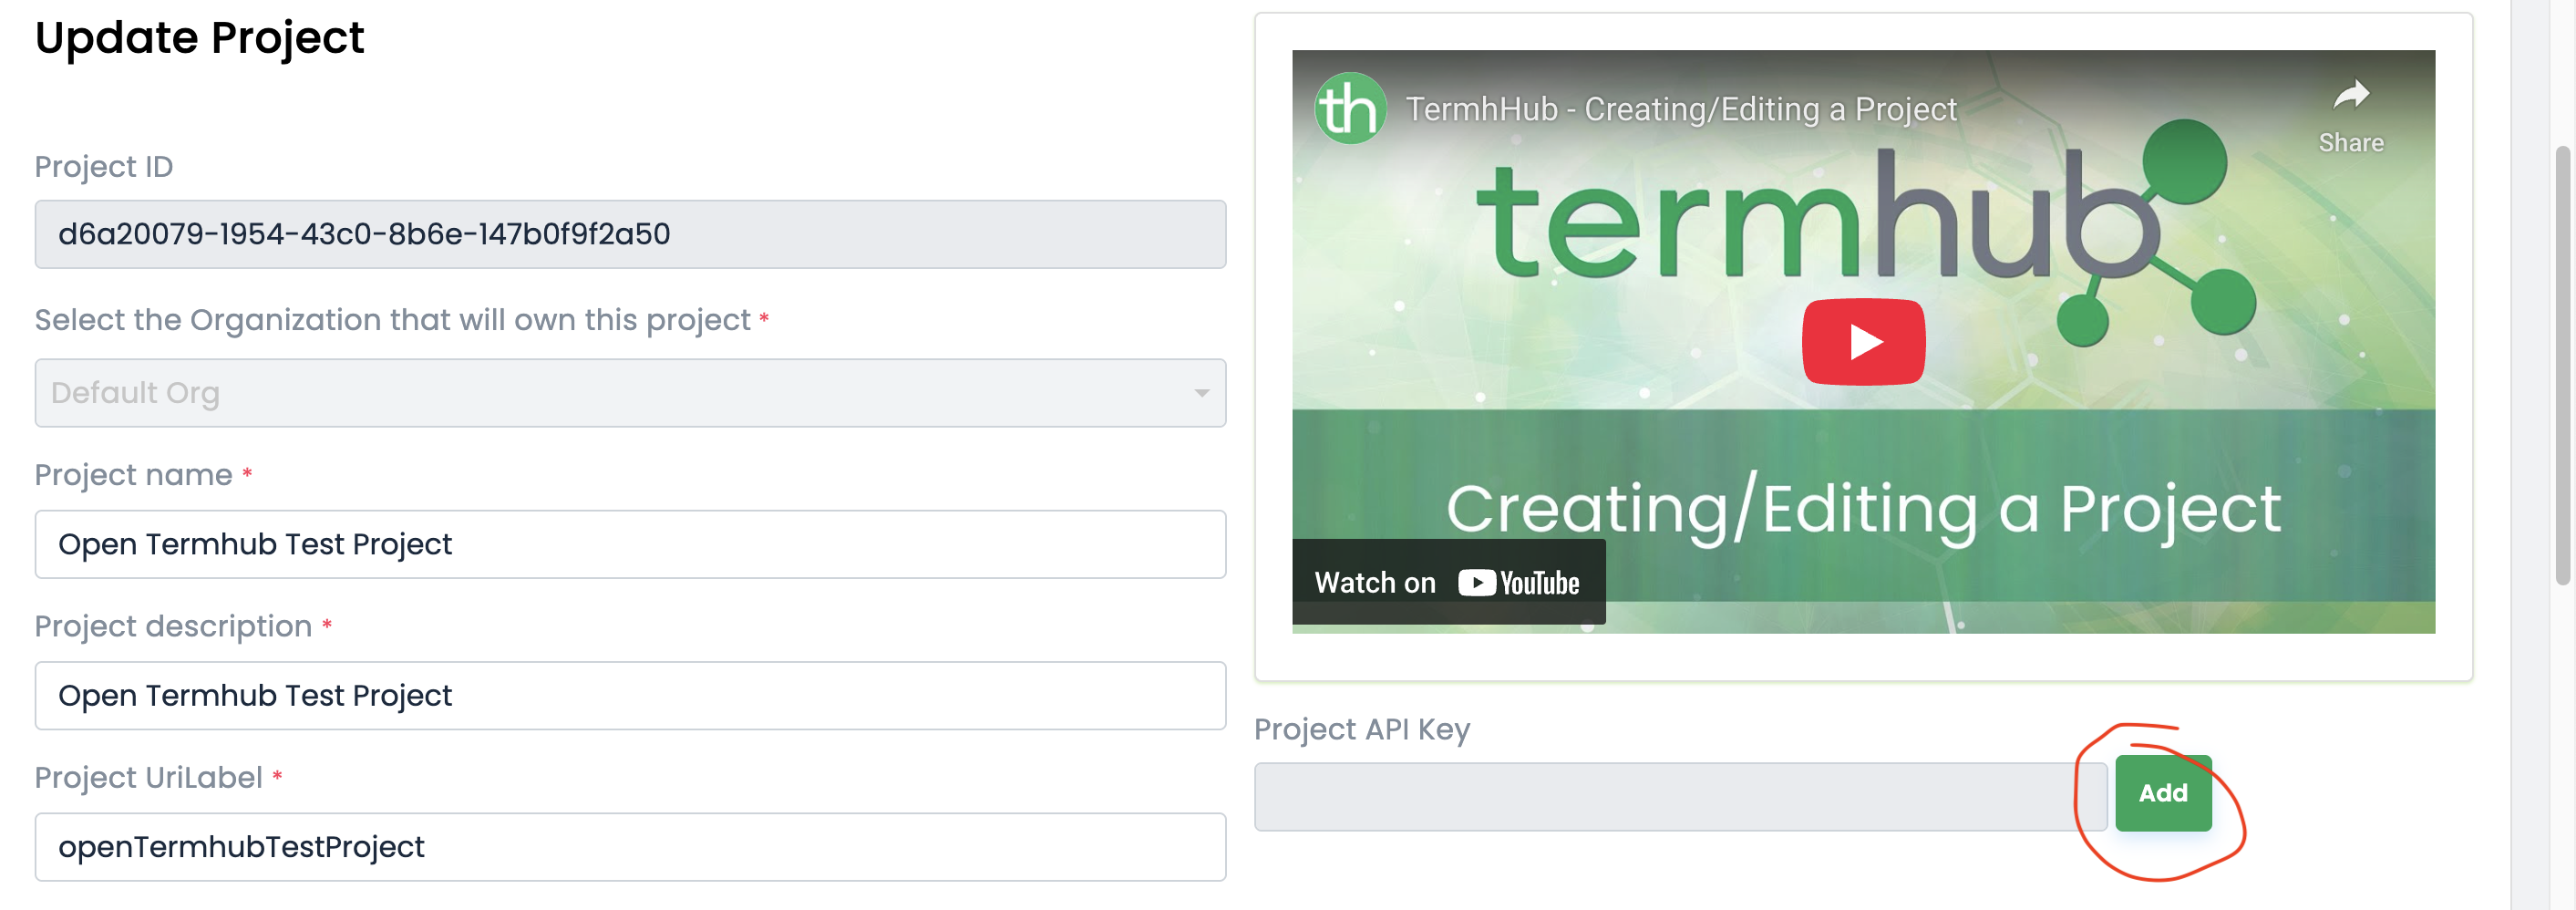 Update Project
Project ID
d6a20079-1954-43c0-8b6e-147b0f9f2a50
Select the Organization that will own this project *
Default Org
Project name *
Open Termhub Test Project
Project description *
Open Termhub Test Project
Project UriLabel *
openTermhubTestProject
th
TermhHub - Creating/Editing a Project
Share
termhub
Creating/Editing a Project
Watch on YouTube
Project API Key
Add